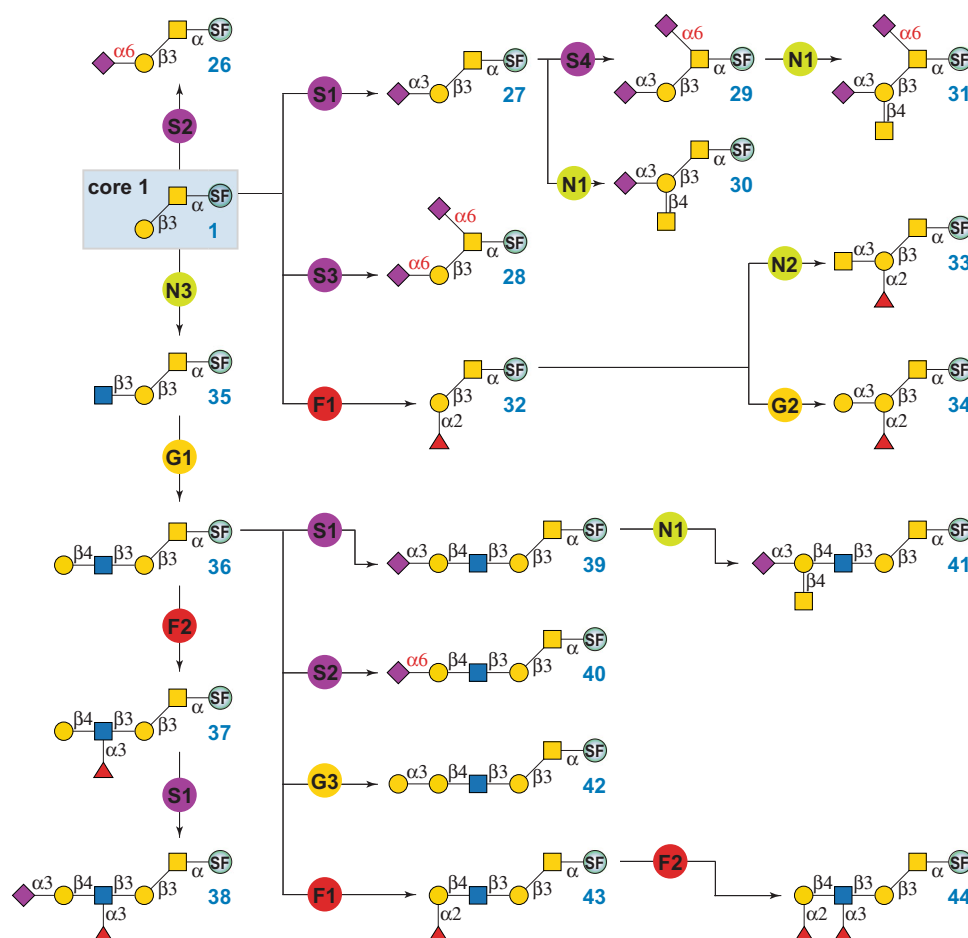 α6 β3 α SF 26
S2
core 1 β3 α SF 1
S1 α3 β3 α SF 27
S4 α6 α3 β3 α SF 29
N1 α6 α3 β3 β4 α SF 31
N1 α3 β3 β4 α SF 30
S3 α6 α6 β3 α SF 28
N3
β3 β3 α SF 35
F1 β3 α2 α SF 32
N2 α3 β3 α2 α SF 33
G2 α3 β3 α2 α SF 34
G1
β4 β3 β3 α SF 36
S1 α3 β4 β3 β3 α SF 39
N1 α3 β4 β4 β3 β3 α SF 41
F2
S2 α6 β4 β3 β3 α SF 40
β4 β3 β3 α3 α SF 37
G3 α3 β4 β3 β3 α SF 42
S1
α3 β4 β3 β3 α3 α SF 38
F1 β4 β3 β3 α2 α SF 43
F2 β4 β3 β3 α2 α3 α SF 44